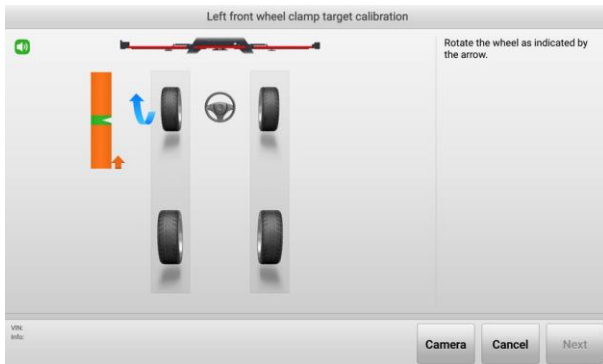 Left front wheel clamp target calibration
Rotate the wheel as indicated by
the arrow.
VIN:
Info:
Camera
Cancel
Next